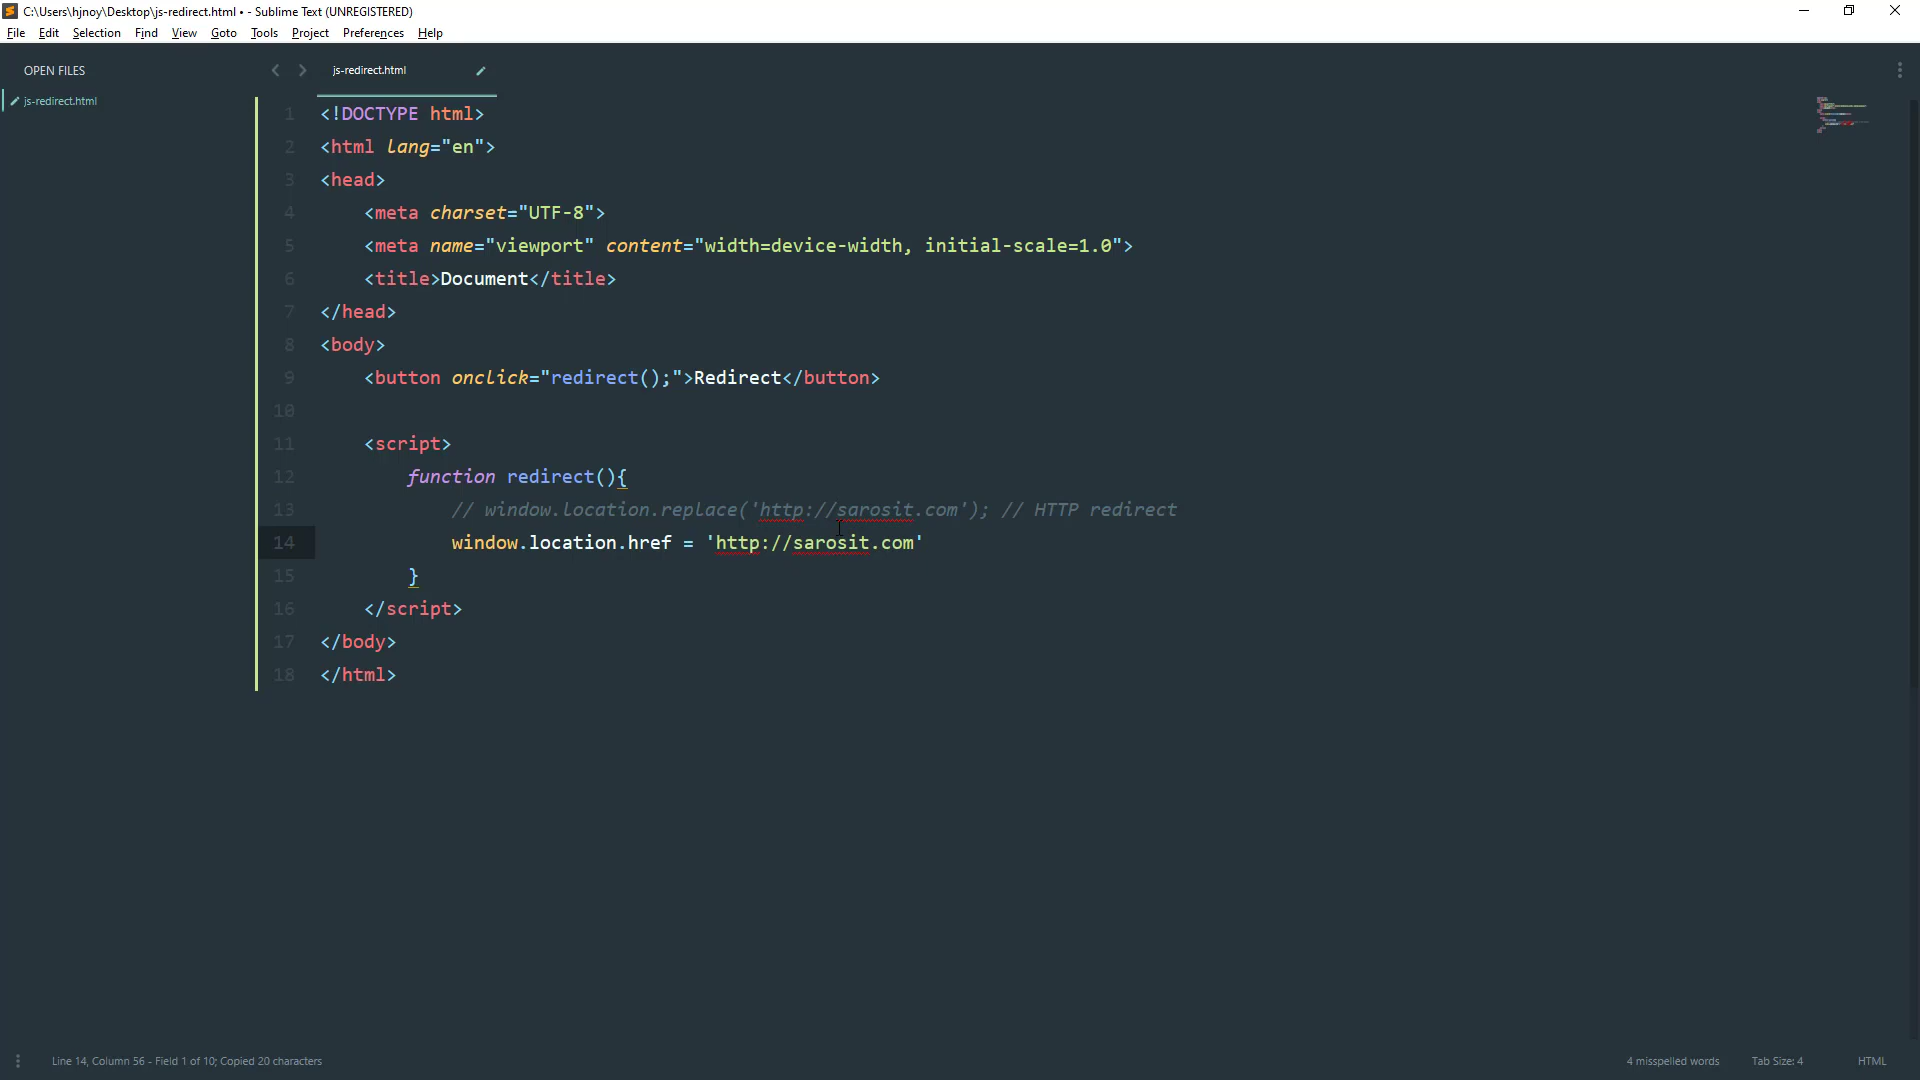 C:\Users\hjnoy\Desktop\js-redirect.html • - Sublime Text (UNREGISTERED)
File Edit Selection Find View Goto Tools Project Preferences Help
OPEN FILES
js-redirect.html
js-redirect.html
1 <!DOCTYPE html>
2 <html lang="en">
3 <head>
4 <meta charset="UTF-8">
5 <meta name="viewport" content="width=device-width, initial-scale=1.0">
6 <title>Document</title>
7 </head>
8 <body>
9 <button onclick="redirect();">Redirect</button>
10
11 <script>
12 function redirect(){
13 // window.location.replace('http://sarosit.com'); // HTTP redirect
14 window.location.href = 'http://sarosit.com'
15 }
16 </script>
17 </body>
18 </html>
Line 14, Column 56 - Field 1 of 10; Copied 20 characters
4 misspelled words Tab Size: 4 HTML